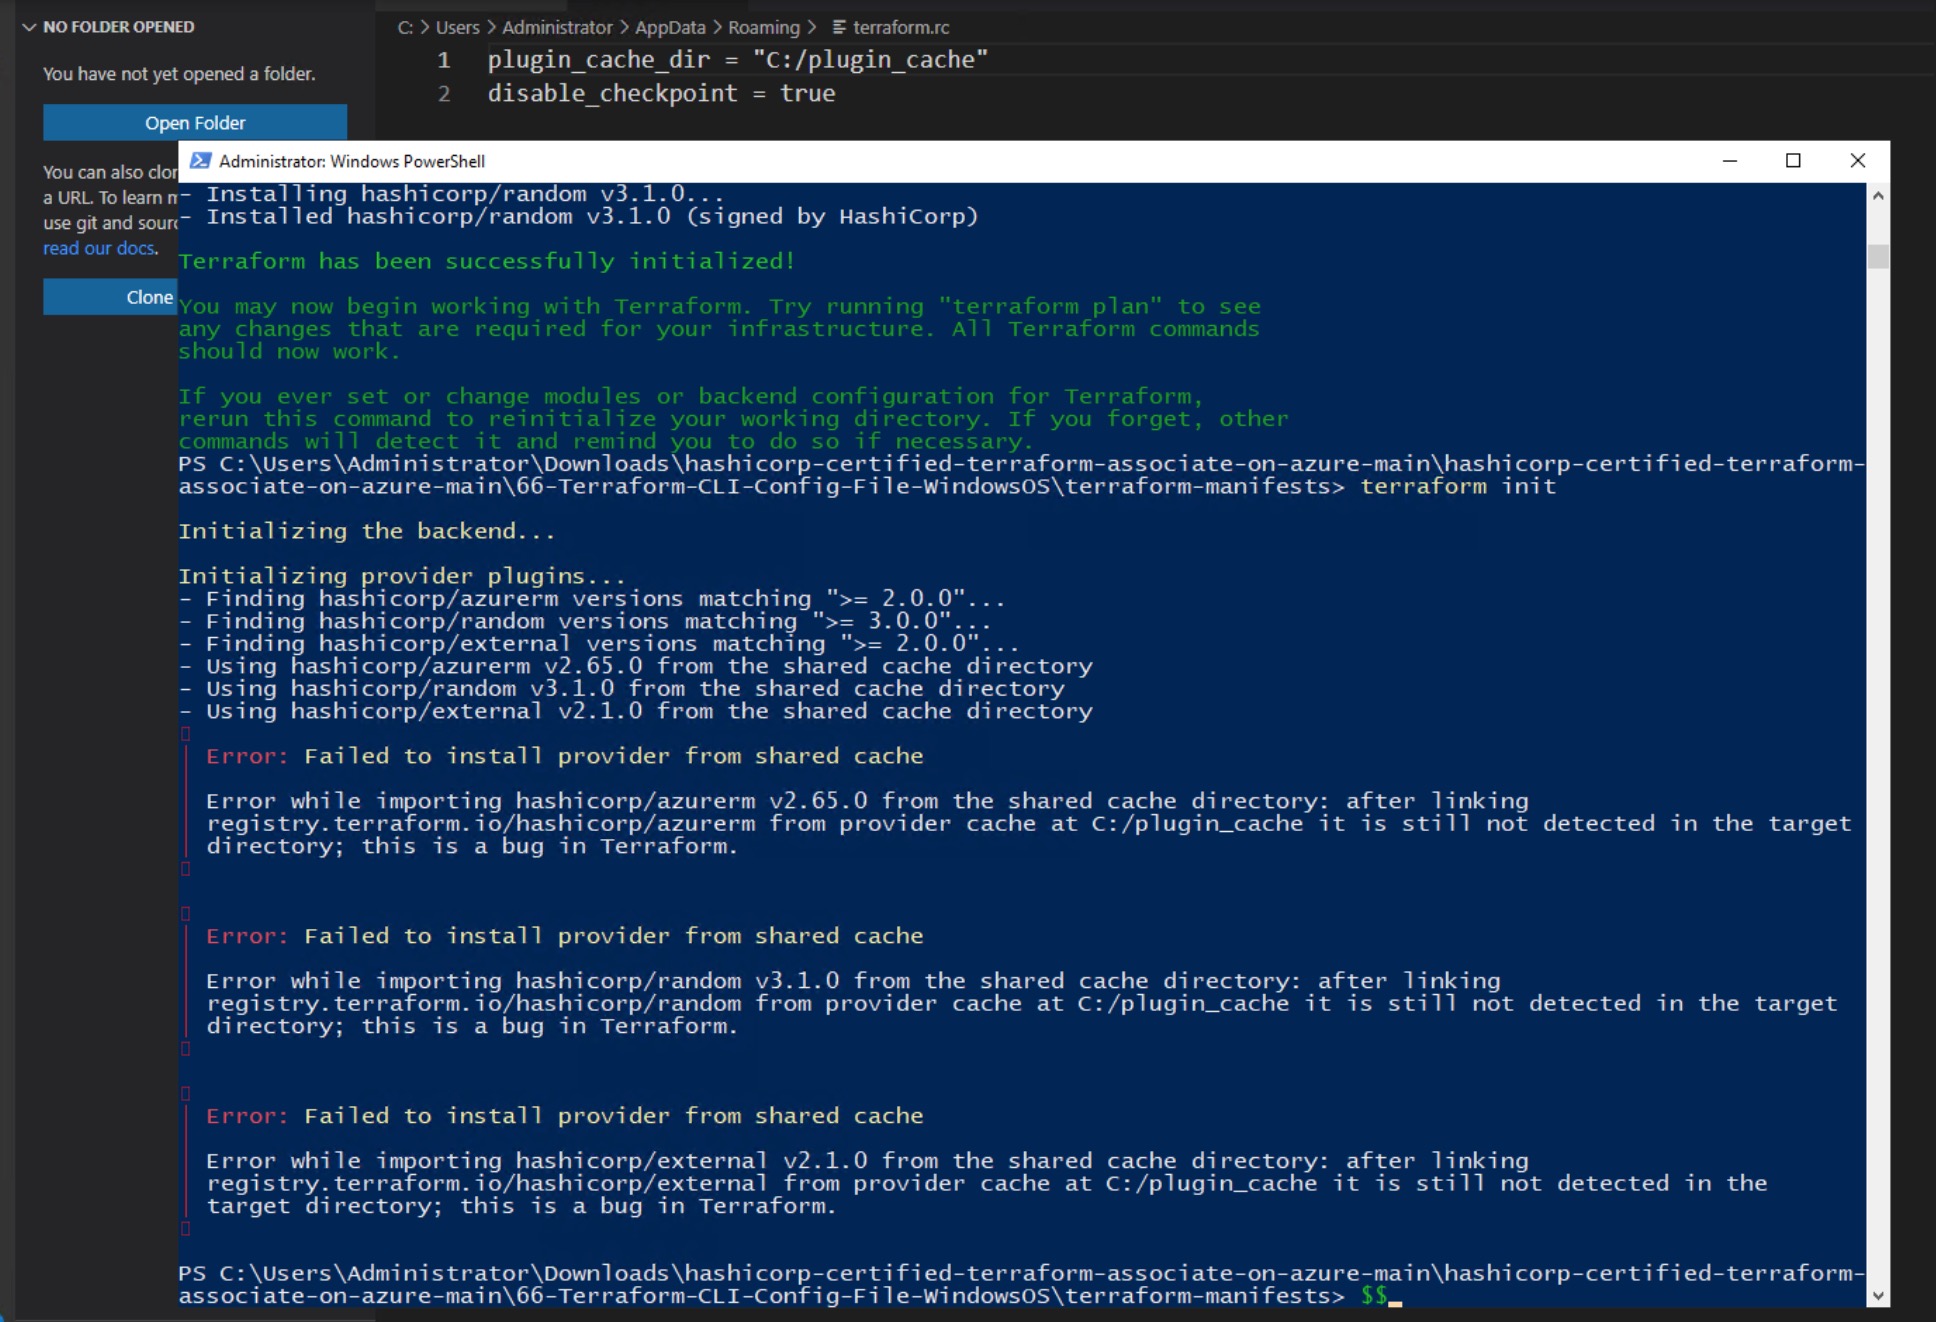 NO FOLDER OPENED
You have not yet opened a folder.
Open Folder
You can also clor
a URL. To learn m
use git and sourc
read our docs.
Clone
C: > Users > Administrator > AppData > Roaming > terraform.rc
1 plugin_cache_dir = "C:/plugin_cache"
2 disable_checkpoint = true
Administrator: Windows PowerShell
- Installing hashicorp/random v3.1.0...
- Installed hashicorp/random v3.1.0 (signed by HashiCorp)
Terraform has been successfully initialized!
You may now begin working with Terraform. Try running "terraform plan" to see
any changes that are required for your infrastructure. All Terraform commands
should now work.
If you ever set or change modules or backend configuration for Terraform,
rerun this command to reinitialize your working directory. If you forget, other
commands will detect it and remind you to do so if necessary.
PS C:\Users\Administrator\Downloads\hashicorp-certified-terraform-associate-on-azure-main\hashicorp-certified-terraform-
associate-on-azure-main\66-Terraform-CLI-Config-File-WindowsOS\terraform-manifests> terraform init
Initializing the backend...
Initializing provider plugins...
- Finding hashicorp/azurerm versions matching ">= 2.0.0"...
- Finding hashicorp/random versions matching ">= 3.0.0"...
- Finding hashicorp/external versions matching ">= 2.0.0"...
- Using hashicorp/azurerm v2.65.0 from the shared cache directory
- Using hashicorp/random v3.1.0 from the shared cache directory
- Using hashicorp/external v2.1.0 from the shared cache directory
Error: Failed to install provider from shared cache
Error while importing hashicorp/azurerm v2.65.0 from the shared cache directory: after linking
registry.terraform.io/hashicorp/azurerm from provider cache at C:/plugin_cache it is still not detected in the target
directory; this is a bug in Terraform.
Error: Failed to install provider from shared cache
Error while importing hashicorp/random v3.1.0 from the shared cache directory: after linking
registry.terraform.io/hashicorp/random from provider cache at C:/plugin_cache it is still not detected in the target
directory; this is a bug in Terraform.
Error: Failed to install provider from shared cache
Error while importing hashicorp/external v2.1.0 from the shared cache directory: after linking
registry.terraform.io/hashicorp/external from provider cache at C:/plugin_cache it is still not detected in the
target directory; this is a bug in Terraform.
PS C:\Users\Administrator\Downloads\hashicorp-certified-terraform-associate-on-azure-main\hashicorp-certified-terraform-
associate-on-azure-main\66-Terraform-CLI-Config-File-WindowsOS\terraform-manifests> $$_